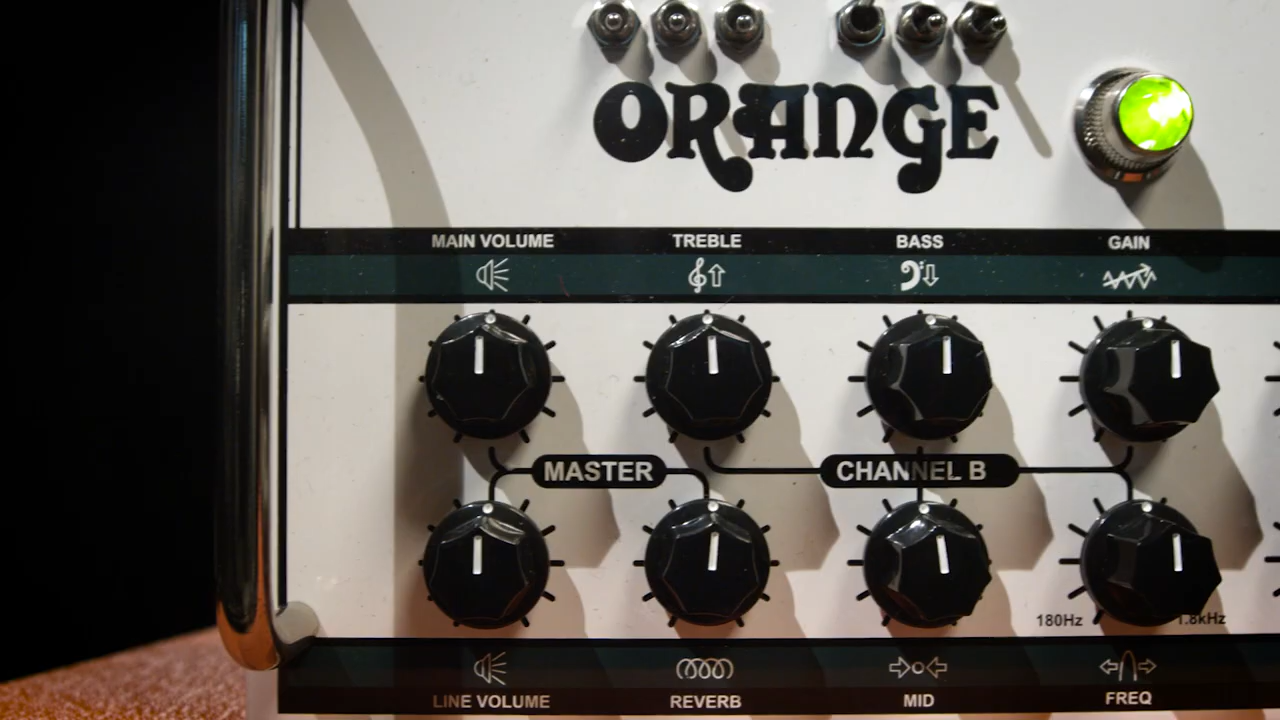 ORANGE
MAIN VOLUME TREBLE BASS GAIN
MASTER CHANNEL B
180Hz 1.8kHz
LINE VOLUME REVERB MID FREQ